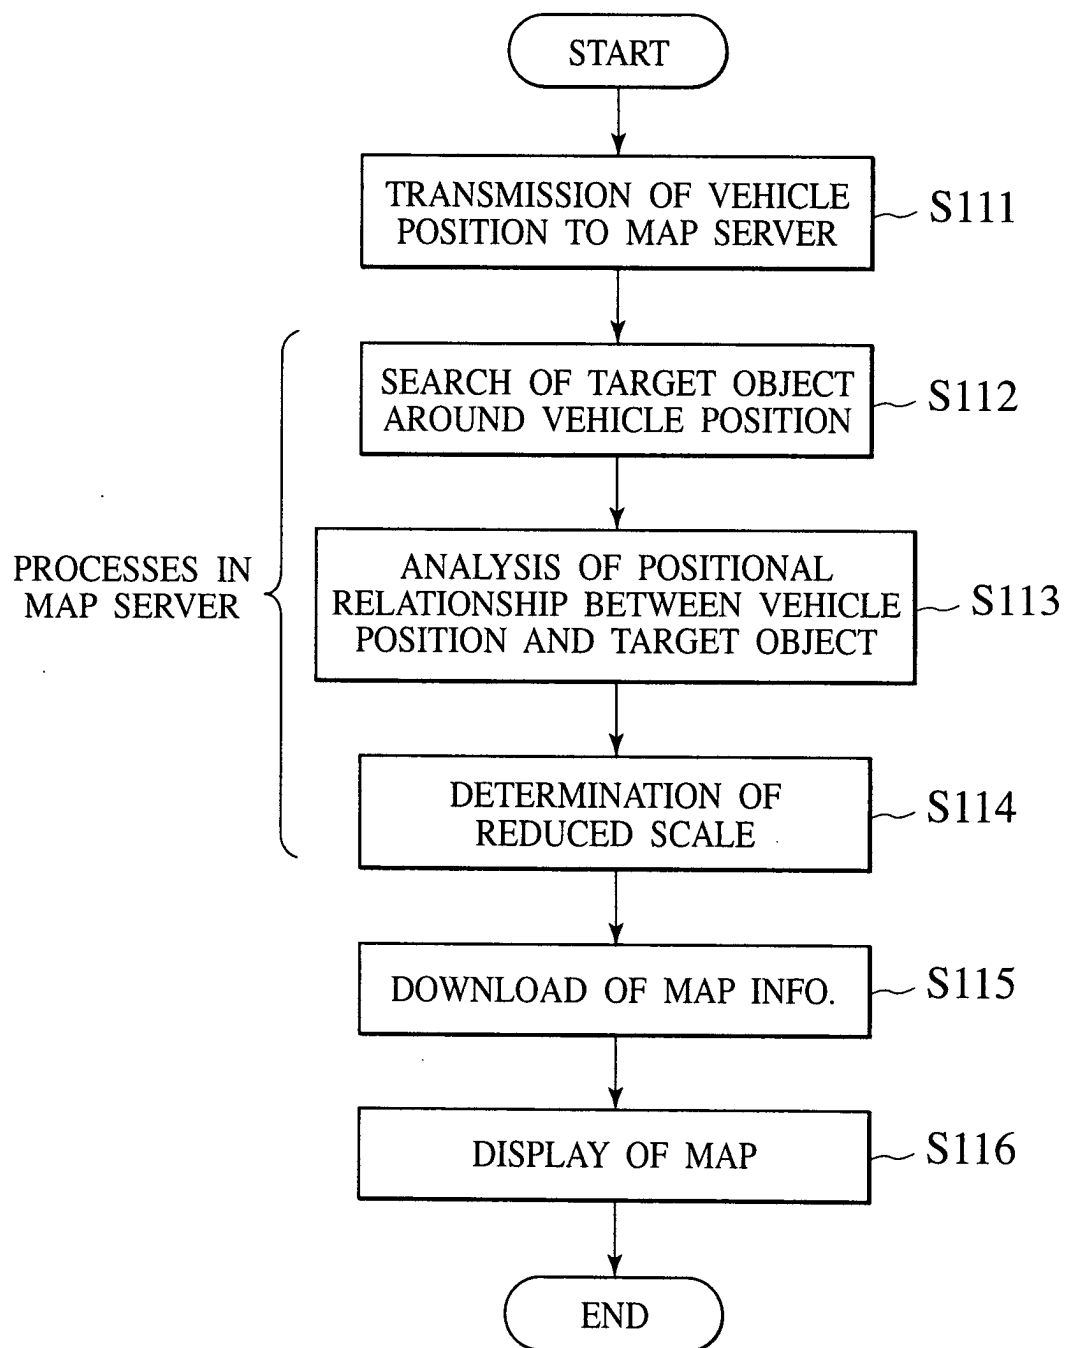 START
TRANSMISSION OF VEHICLE
POSITION TO MAP SERVER
S111
SEARCH OF TARGET OBJECT
AROUND VEHICLE POSITION
S112
PROCESSES IN
MAP SERVER
ANALYSIS OF POSITIONAL
RELATIONSHIP BETWEEN VEHICLE
POSITION AND TARGET OBJECT
S113
DETERMINATION OF
REDUCED SCALE
S114
DOWNLOAD OF MAP INFO.
S115
DISPLAY OF MAP
S116
END